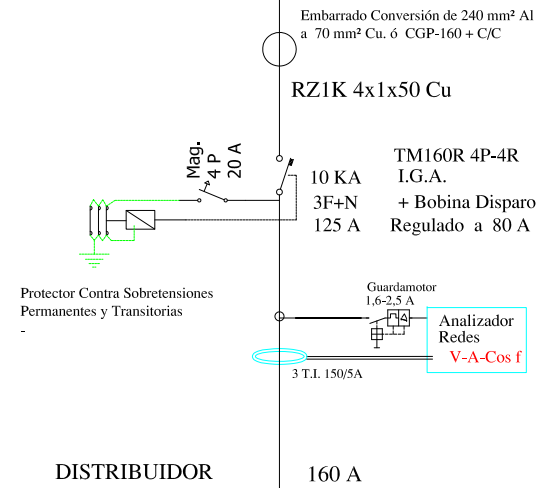 Embarrado Conversión de 240 mm² Al
a 70 mm² Cu. ó CGP-160 + C/C
RZ1K 4x1x50 Cu
Mag.
4 P
20 A
TM160R 4P-4R
10 KA I.G.A.
3F+N + Bobina Disparo
125 A Regulado a 80 A
Protector Contra Sobretensiones
Permanentes y Transitorias
-
Guardamotor
1,6-2,5 A
Analizador
Redes
V-A-Cos f
3 T.I. 150/5A
DISTRIBUIDOR 160 A